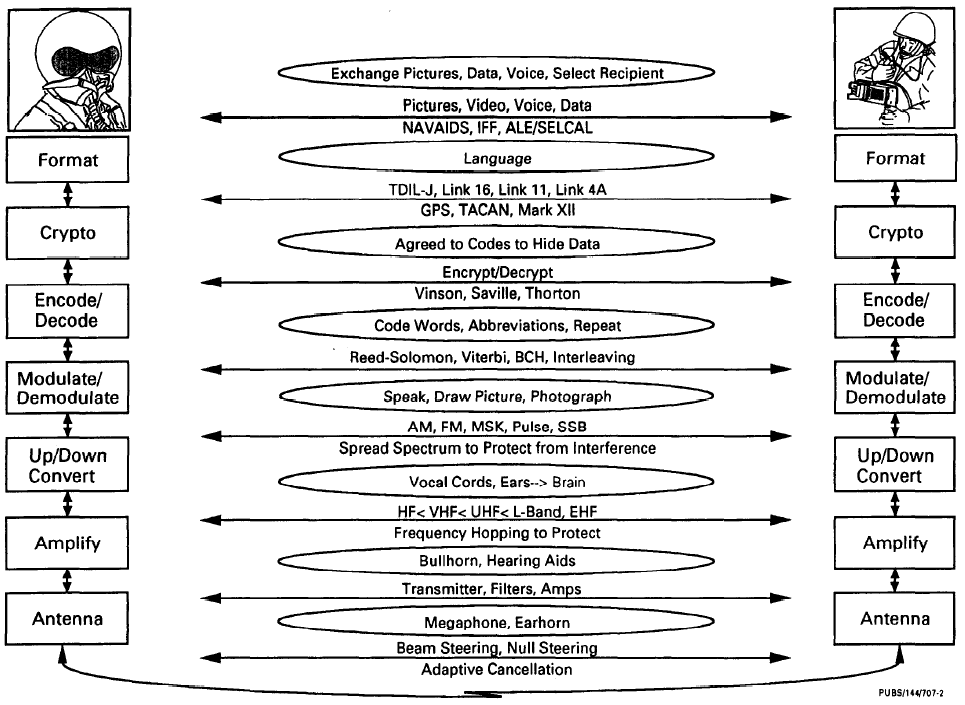 Exchange Pictures, Data, Voice, Select Recipient
Pictures, Video, Voice, Data
NAVAIDS, IFF, ALE/SELCAL
Format
Language
Format
TDIL-J, Link 16, Link 11, Link 4A
GPS, TACAN, Mark XII
Crypto
Agreed to Codes to Hide Data
Crypto
Encrypt/Decrypt
Vinson, Saville, Thorton
Encode/
Decode
Code Words, Abbreviations, Repeat
Encode/
Decode
Reed-Solomon, Viterbi, BCH, Interleaving
Modulate/
Demodulate
Speak, Draw Picture, Photograph
Modulate/
Demodulate
AM, FM, MSK, Pulse, SSB
Spread Spectrum to Protect from Interference
Up/Down
Convert
Vocal Cords, Ears--> Brain
Up/Down
Convert
HF< VHF< UHF< L-Band, EHF
Frequency Hopping to Protect
Amplify
Bullhorn, Hearing Aids
Amplify
Transmitter, Filters, Amps
Antenna
Megaphone, Earhorn
Antenna
Beam Steering, Null Steering
Adaptive Cancellation
PUBS/144/707-2